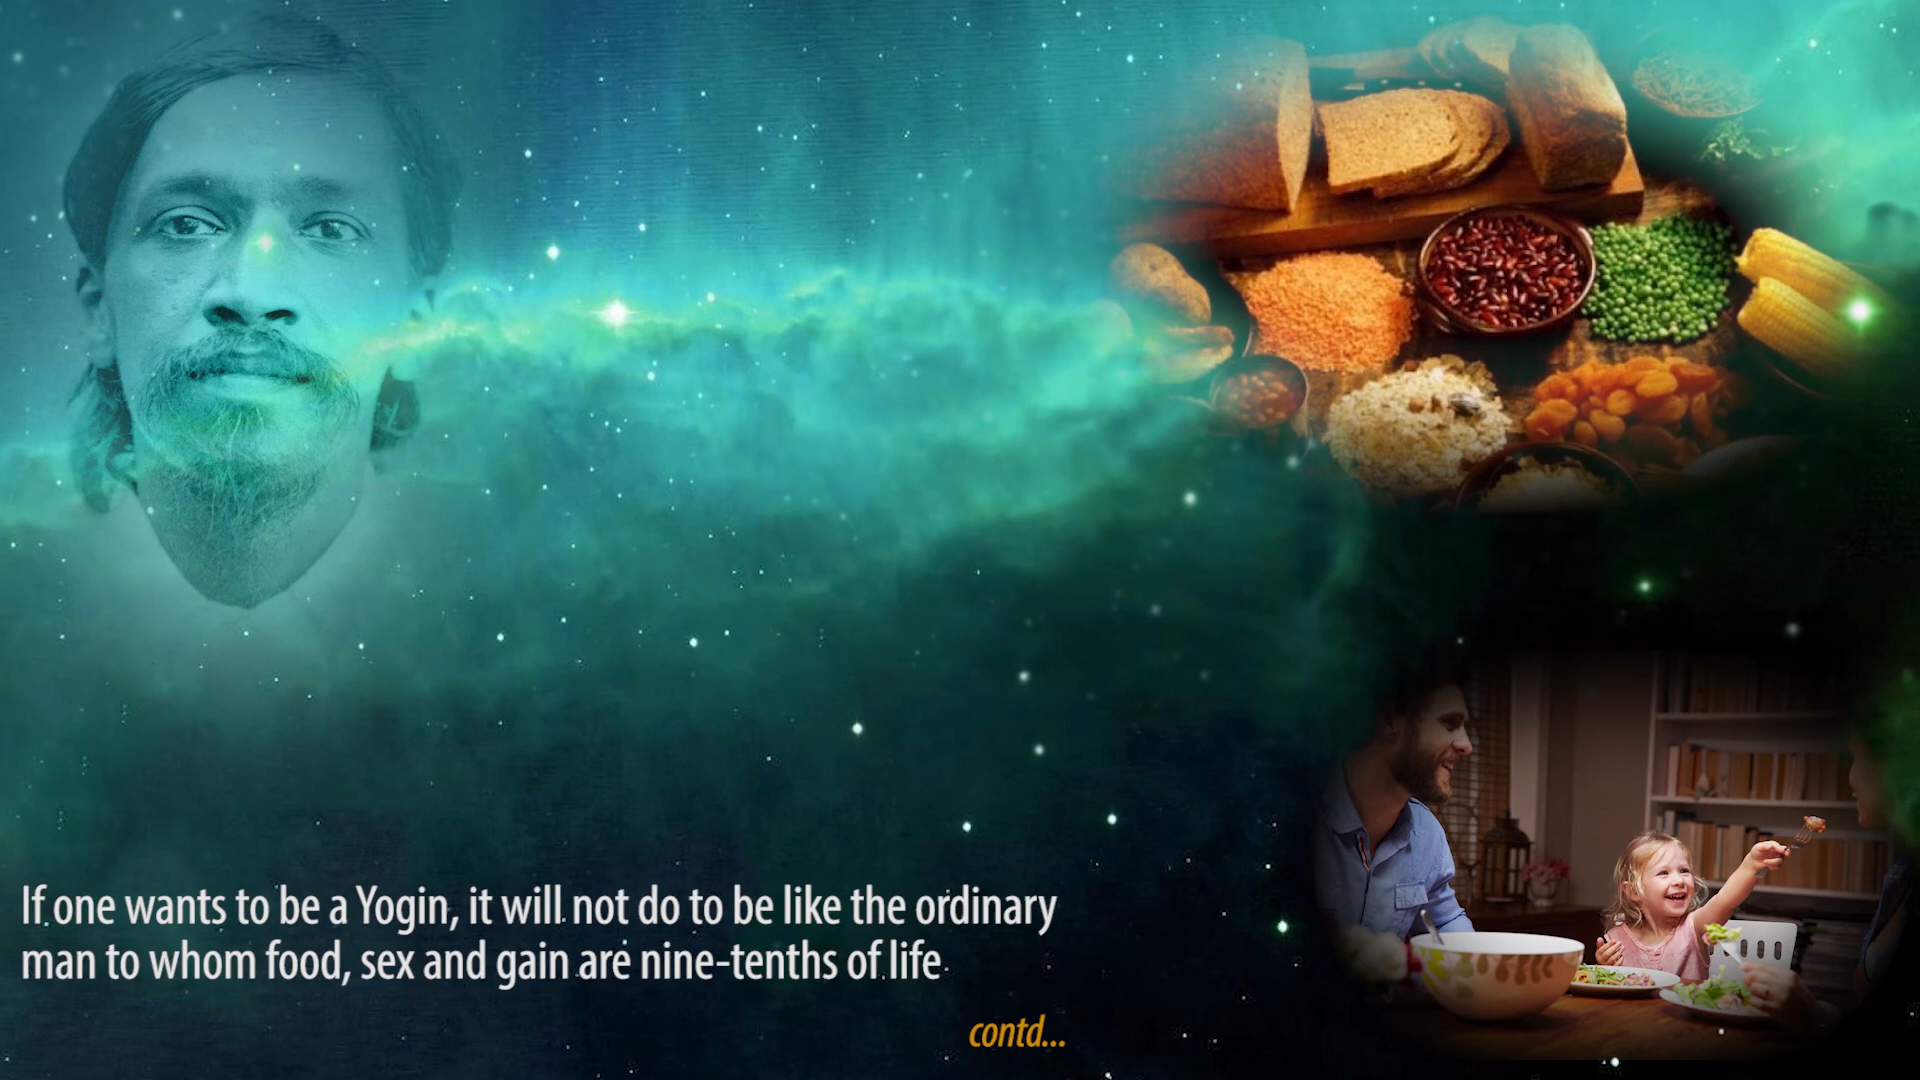 If one wants to be a Yogin, it will not do to be like the ordinary
man to whom food, sex and gain are nine-tenths of life
contd...